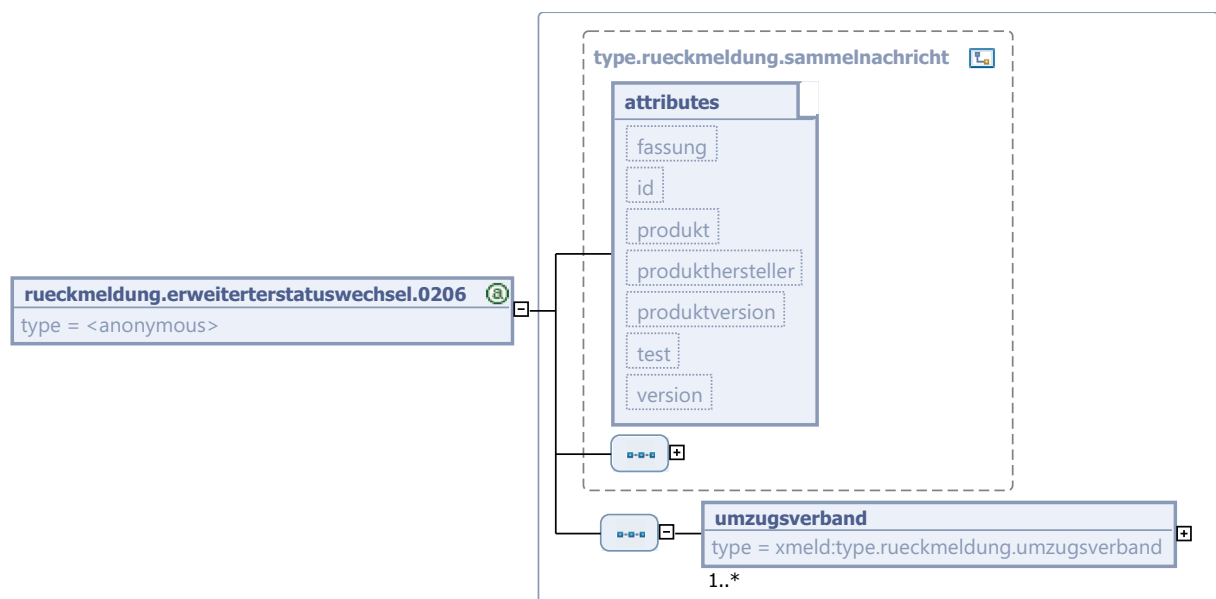 type.rueckmeldung.sammelnachricht
attributes
fassung
id
produkt
produkthersteller
produktversion
test
version
rueckmeldung.erweiterterstatuswechsel.0206 @
type = <anonymous>
umzugsverband
type = xmeld:type.rueckmeldung.umzugsverband
1..*